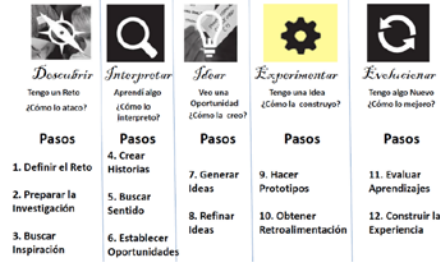 Descubrir
Tengo un Reto
¿Cómo lo ataco?
Pasos
1. Definir el Reto
2. Preparar la
Investigación
3. Buscar
Inspiración
Interpretar
Aprendí algo
¿Cómo lo
interpreto?
Pasos
4. Crear
Historias
5. Buscar
Sentido
6. Establecer
Oportunidades
Idear
Veo una
Oportunidad
¿Cómo la creo?
Pasos
7. Generar
Ideas
8. Refinar
Ideas
Experimentar
Tengo una Idea
¿Cómo la construyo?
Pasos
9. Hacer
Prototipos
10. Obtener
Retroalimentación
Evolucionar
Tengo algo Nuevo
¿Cómo lo mejoro?
Pasos
11. Evaluar
Aprendizajes
12. Construir la
Experiencia